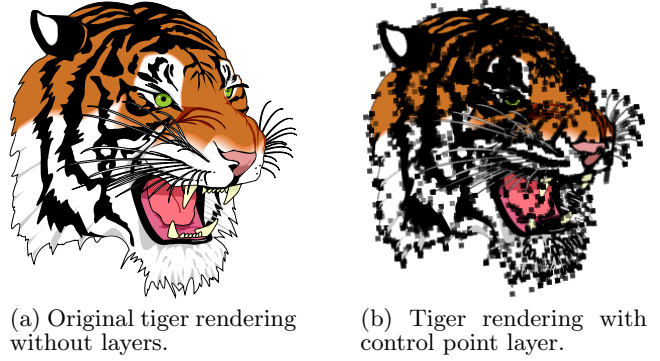 (a) Original tiger rendering
without layers.
(b) Tiger rendering with
control point layer.